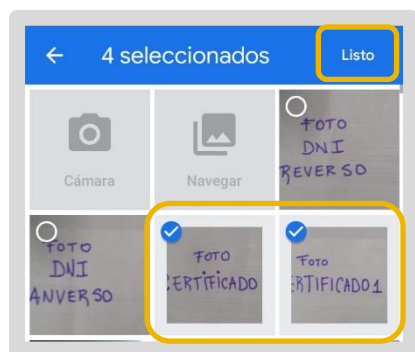 4 seleccionados
Listo
Cámara
Navegar
FOTO
DNI
REVERSO
FOTO
DNI
ANVERSO
FOTO
CERTIFICADO
FOTO
ERTIFICADO1